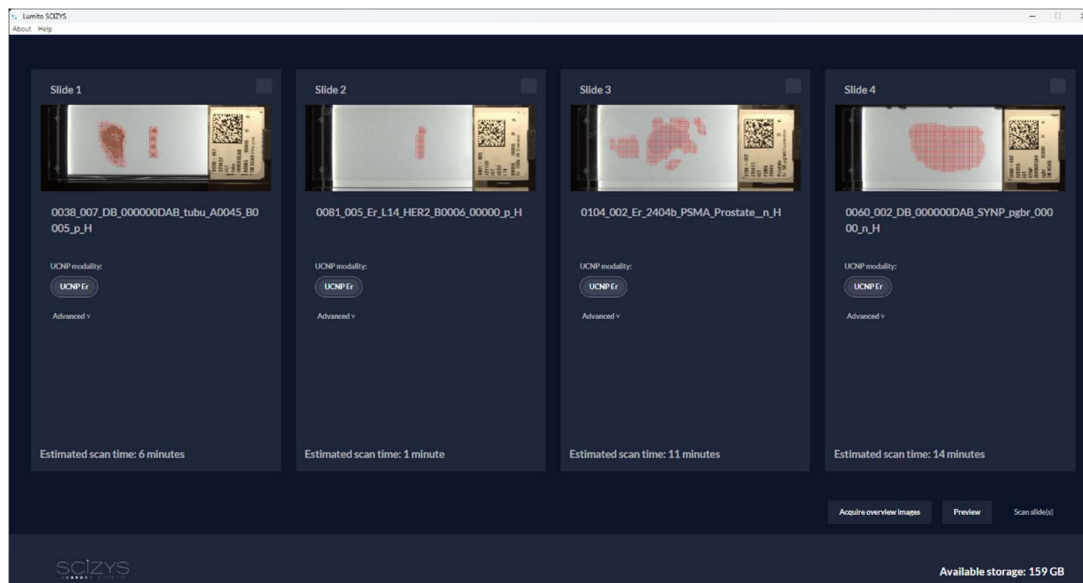 Lumito SCIZYS
About Help
Slide 1
0038_007_DB_000000DAB_tubu_A0045_B0
005_p_H
UCNP modality:
UCNP Er
Advanced v
Estimated scan time: 6 minutes
Slide 2
0081_005_Er_L14_HER2_B0006_00000_p_H
UCNP modality:
UCNP Er
Advanced v
Estimated scan time: 1 minute
Slide 3
0104_002_Er_2404b_PSMA_Prostate__n_H
UCNP modality:
UCNP Er
Advanced v
Estimated scan time: 11 minutes
Slide 4
0060_002_DB_000000DAB_SYNP_pgbr_000
00_n_H
UCNP modality:
UCNP Er
Advanced v
Estimated scan time: 14 minutes
Acquire overview images
Preview
Scan slide(s)
SCIZYS
LUMITO
Available storage: 159 GB